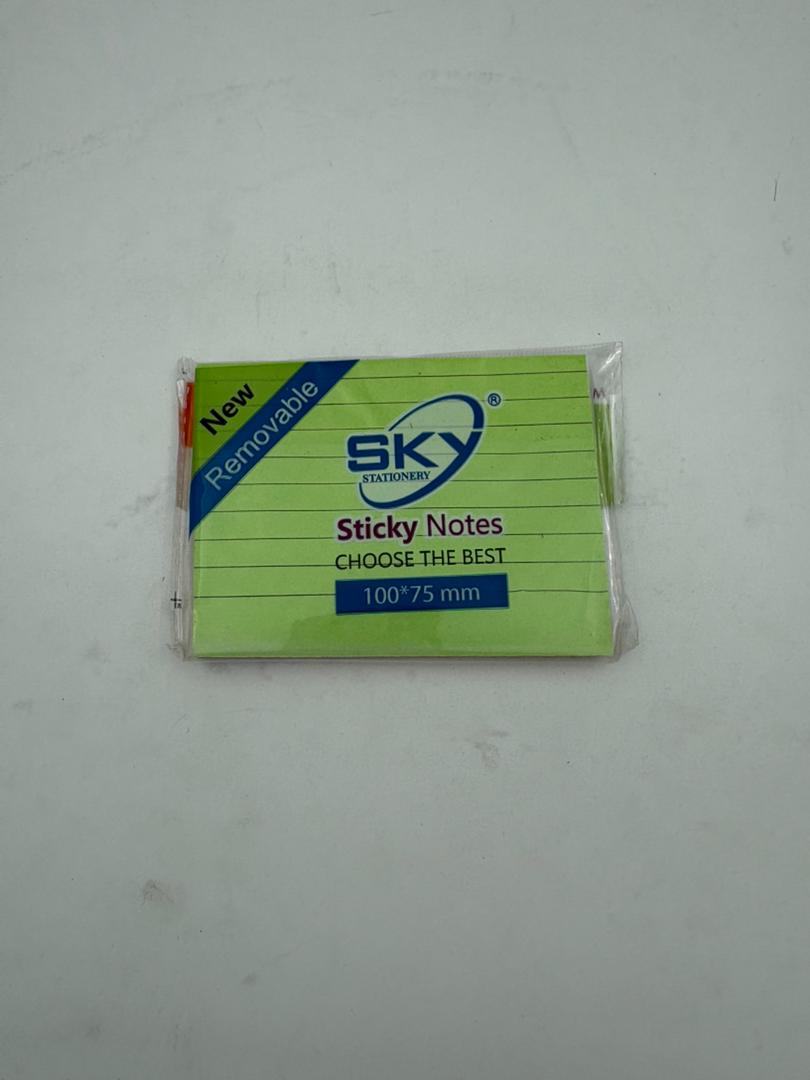 New
Removable
SKY®
STATIONERY
Sticky Notes
CHOOSE THE BEST
100*75 mm
M